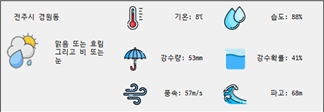 전주시 경원동
맑음 또는 흐림
그리고 비 또는
눈
기온: 8℃
습도: 88%
강수량: 53mm
강수확률: 41%
풍속: 57m/s
파고: 68m